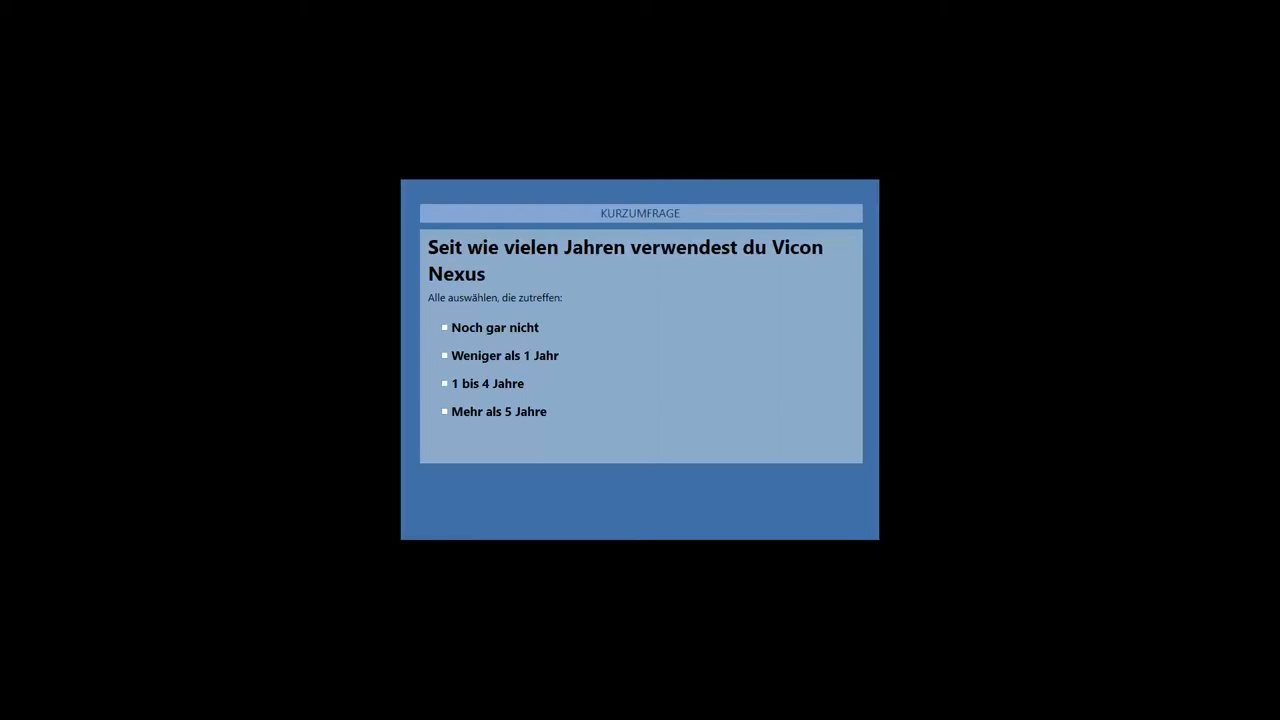 KURZUMFRAGE
Seit wie vielen Jahren verwendest du Vicon
Nexus
Alle auswählen, die zutreffen:
Noch gar nicht
Weniger als 1 Jahr
1 bis 4 Jahre
Mehr als 5 Jahre